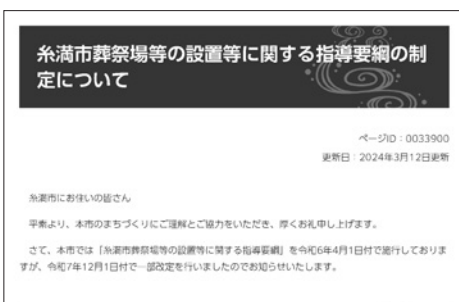 糸満市葬祭場等の設置等に関する指導要綱の制
定について
ページID：0033900
更新日：2024年3月12日更新
糸満市にお住いの皆さん
平素より、本市のまちづくりにご理解とご協力をいただき、厚くお礼申し上げます。
さて、本市では「糸満市葬祭場等の設置等に関する指導要綱」を令和6年4月1日付で施行しておりま
すが、令和7年12月1日付で一部改定を行いましたのでお知らせいたします。